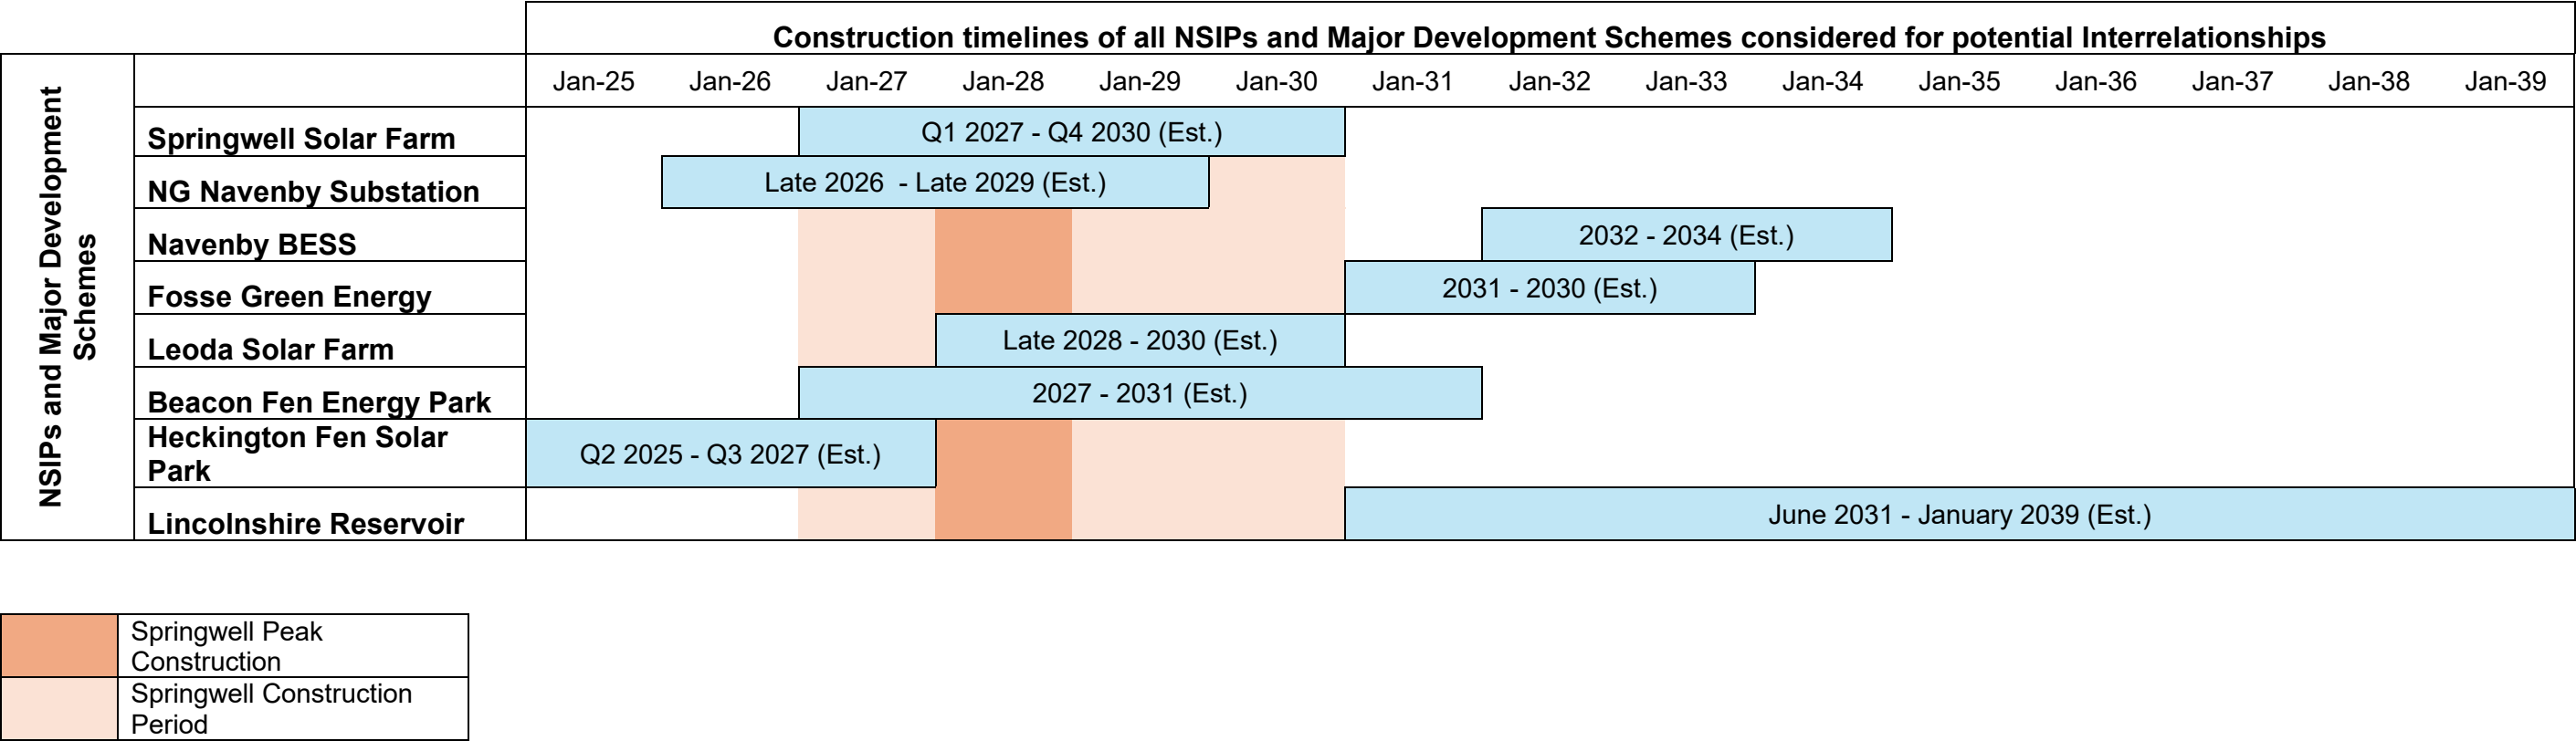 Construction timelines of all NSIPs and Major Development Schemes considered for potential Interrelationships
Jan-25 Jan-26 Jan-27 Jan-28 Jan-29 Jan-30 Jan-31 Jan-32 Jan-33 Jan-34 Jan-35 Jan-36 Jan-37 Jan-38 Jan-39
NSIPs and Major Development
Schemes
Springwell Solar Farm
Q1 2027 - Q4 2030 (Est.)
NG Navenby Substation
Late 2026 - Late 2029 (Est.)
Navenby BESS
2032 - 2034 (Est.)
Fosse Green Energy
2031 - 2030 (Est.)
Leoda Solar Farm
Late 2028 - 2030 (Est.)
Beacon Fen Energy Park
2027 - 2031 (Est.)
Heckington Fen Solar
Park
Q2 2025 - Q3 2027 (Est.)
Lincolnshire Reservoir
June 2031 - January 2039 (Est.)
Springwell Peak
Construction
Springwell Construction
Period